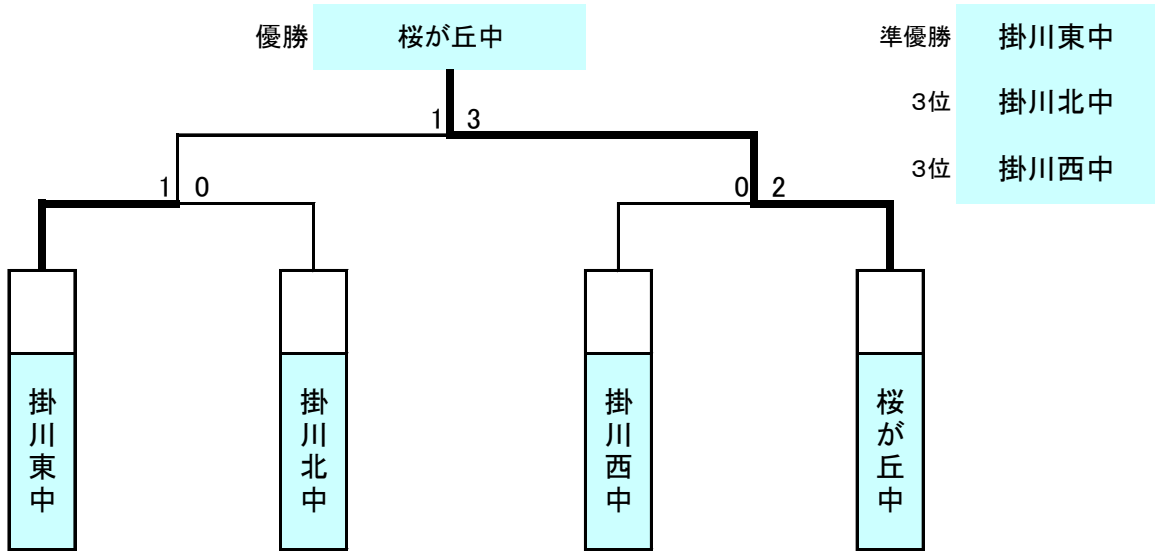 優勝 桜が丘中 準優勝 掛川東中
3位 掛川北中
1 3
3位 掛川西中
1 0 0 2
掛川東中
掛川北中
掛川西中
桜が丘中